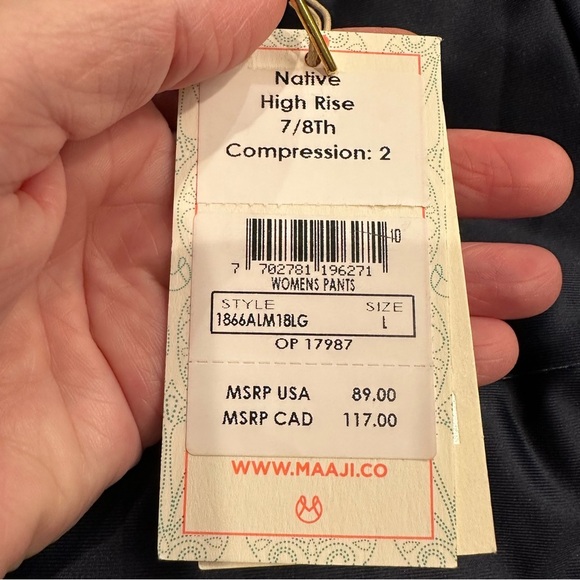 Native
High Rise
7/8Th
Compression: 2
10
7 702781 196271
WOMENS PANTS
STYLE SIZE
1866ALM18LG L
OP 17987
MSRP USA 89.00
MSRP CAD 117.00
WWW.MAAJI.CO